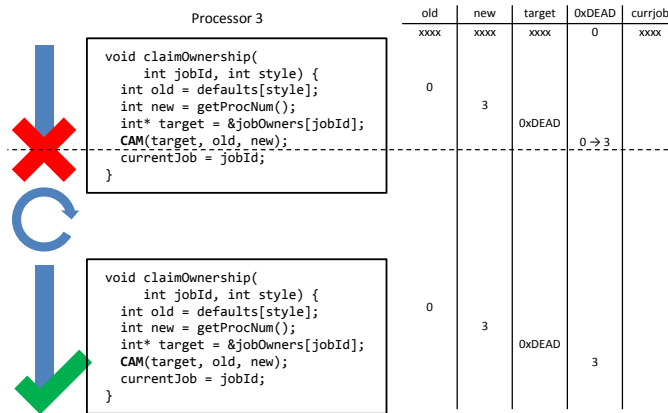 Processor 3
old new target 0xDEAD currjob
xxxx xxxx xxxx 0 xxxx
void claimOwnership(
int jobId, int style) {
int old = defaults[style];
int new = getProcNum();
int* target = &jobOwners[jobId];
CAM(target, old, new);
currentJob = jobId;
}
0
3
0xDEAD
0 → 3
void claimOwnership(
int jobId, int style) {
int old = defaults[style];
int new = getProcNum();
int* target = &jobOwners[jobId];
CAM(target, old, new);
currentJob = jobId;
}
0
3
0xDEAD
3